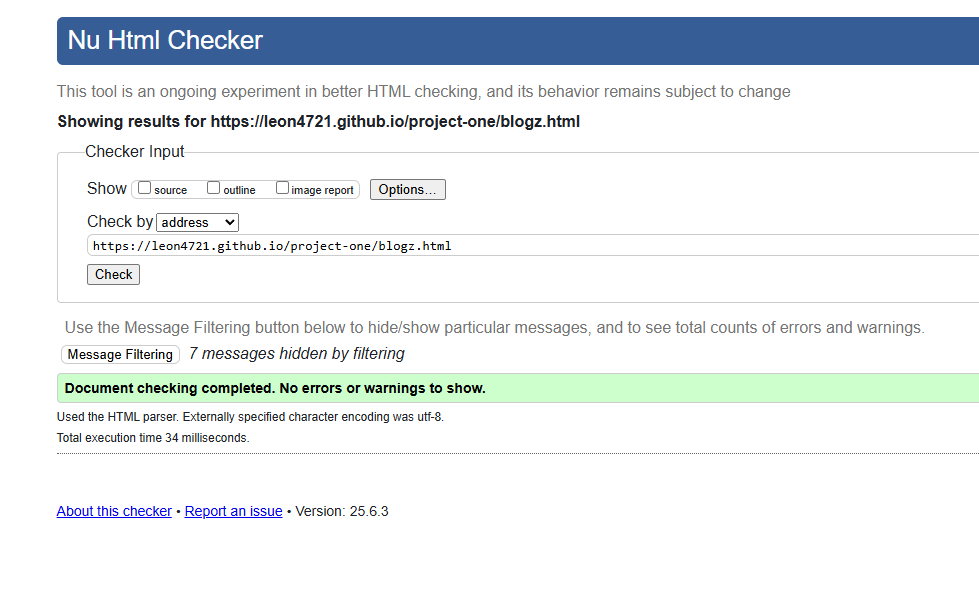 Nu Html Checker
This tool is an ongoing experiment in better HTML checking, and its behavior remains subject to change
Showing results for https://leon4721.github.io/project-one/blogz.html
Checker Input
Show source outline image report Options...
Check by address
https://leon4721.github.io/project-one/blogz.html
Check
Use the Message Filtering button below to hide/show particular messages, and to see total counts of errors and warnings.
Message Filtering 7 messages hidden by filtering
Document checking completed. No errors or warnings to show.
Used the HTML parser. Externally specified character encoding was utf-8.
Total execution time 34 milliseconds.
About this checker • Report an issue • Version: 25.6.3